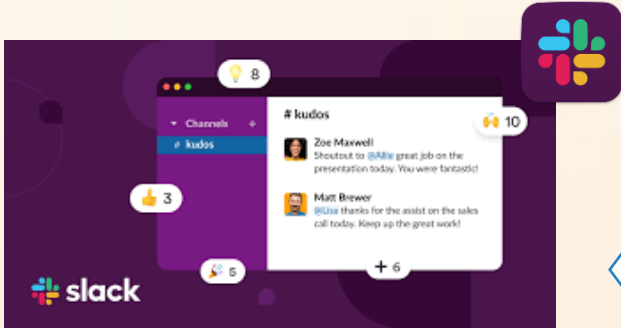 8
Channels +
# kudos
# kudos
10
Zoe Maxwell
Shoutout to @Allie great job on the
presentation today. You were fantastic!
3
Matt Brewer
@Lisa thanks for the assist on the sales
call today. Keep up the great work!
5
+ 6
slack